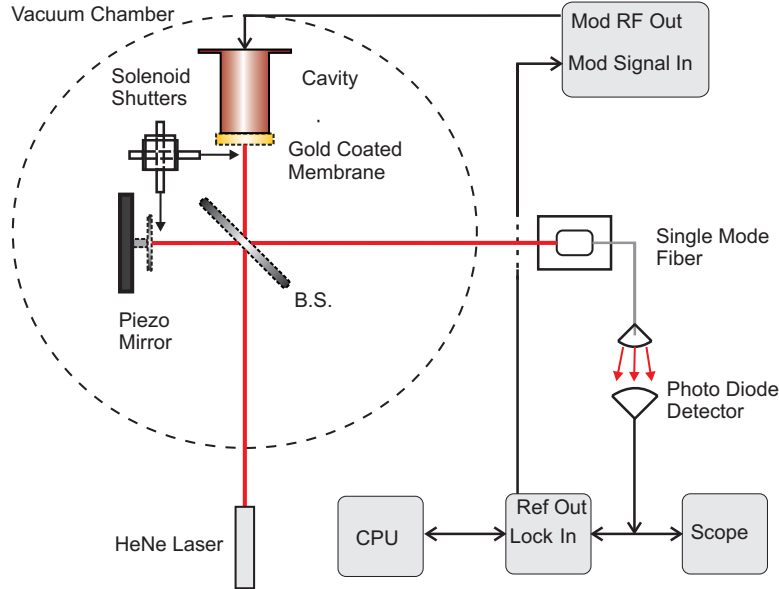 Vacuum Chamber
Mod RF Out
Mod Signal In
Solenoid
Shutters
Cavity
Gold Coated
Membrane
Single Mode
Fiber
B.S.
Piezo
Mirror
Photo Diode
Detector
HeNe Laser
CPU
Ref Out
Lock In
Scope